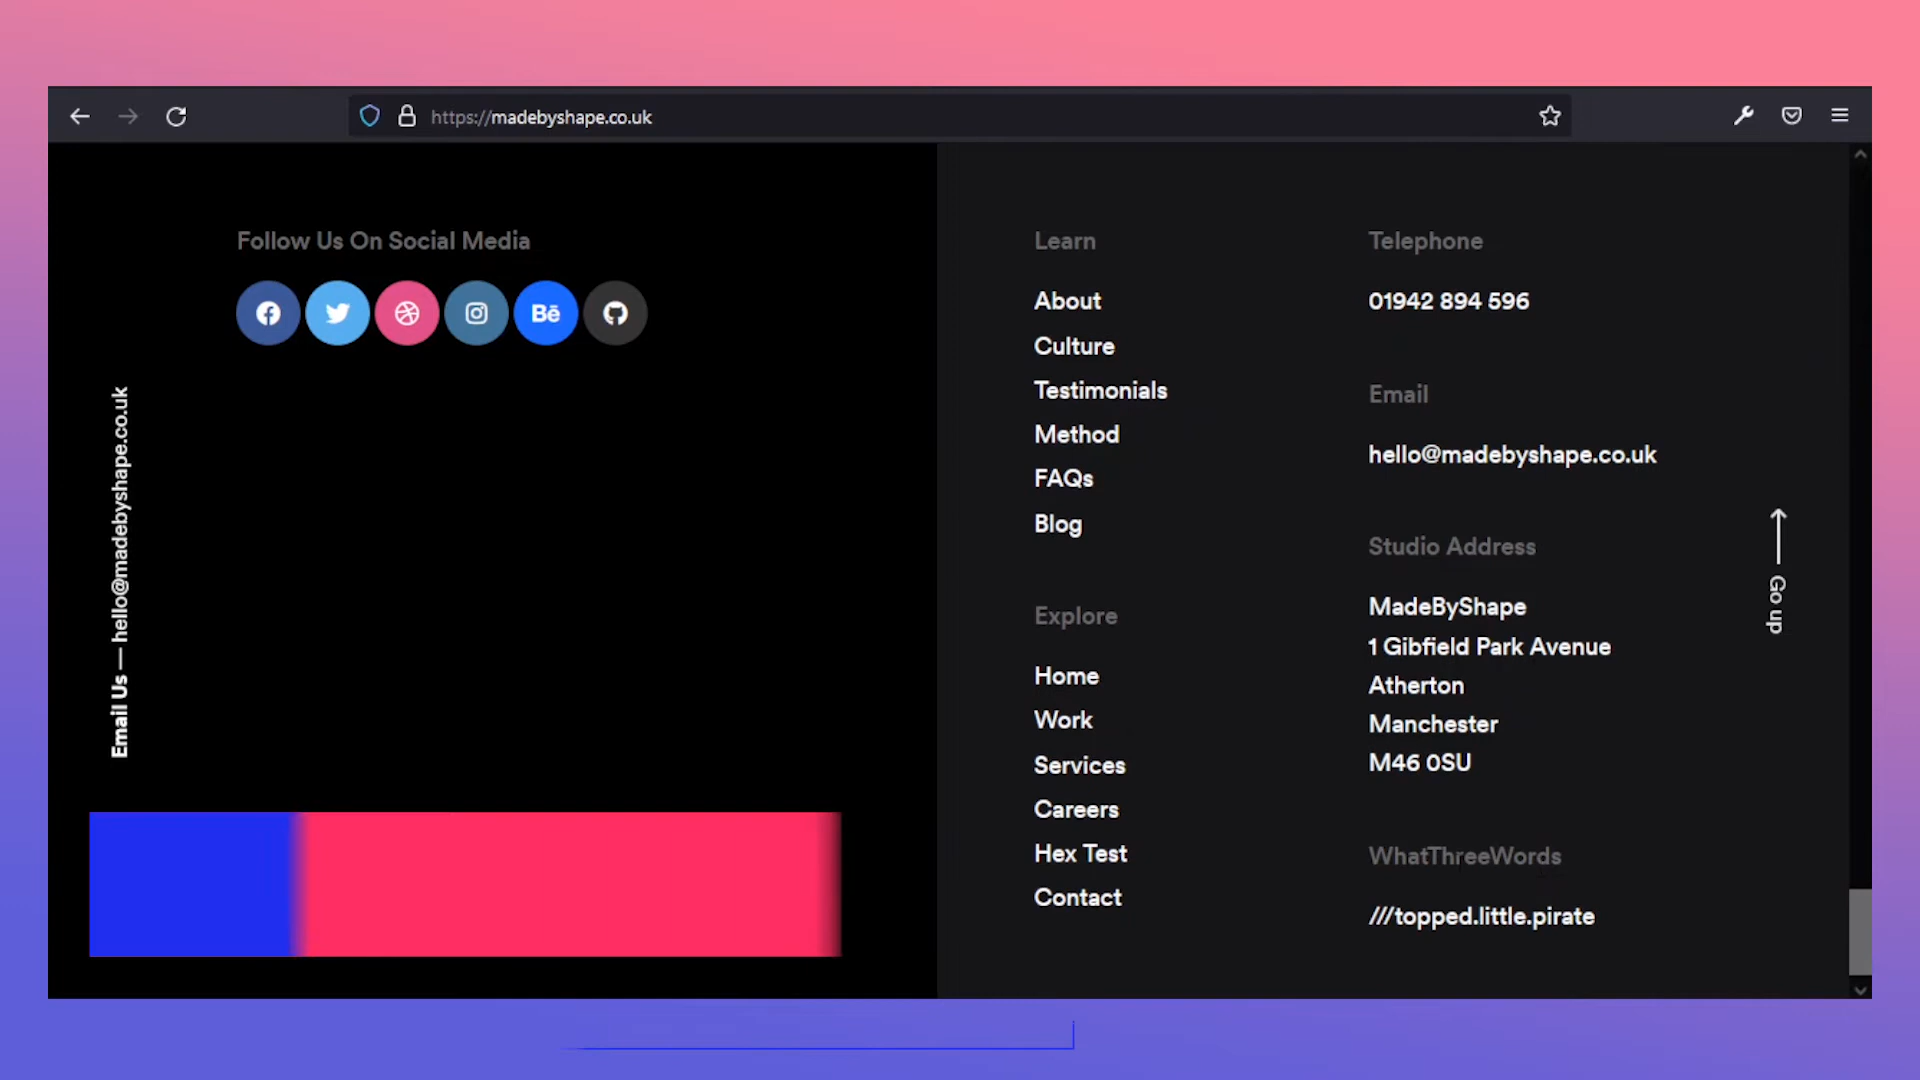 https://madebyshape.co.uk
Follow Us On Social Media
Bē
Email Us — hello@madebyshape.co.uk
Learn
About
Culture
Testimonials
Method
FAQs
Blog
Explore
Home
Work
Services
Careers
Hex Test
Contact
Telephone
01942 894 596
Email
hello@madebyshape.co.uk
Studio Address
MadeByShape
1 Gibfield Park Avenue
Atherton
Manchester
M46 0SU
WhatThreeWords
///topped.little.pirate
Go up